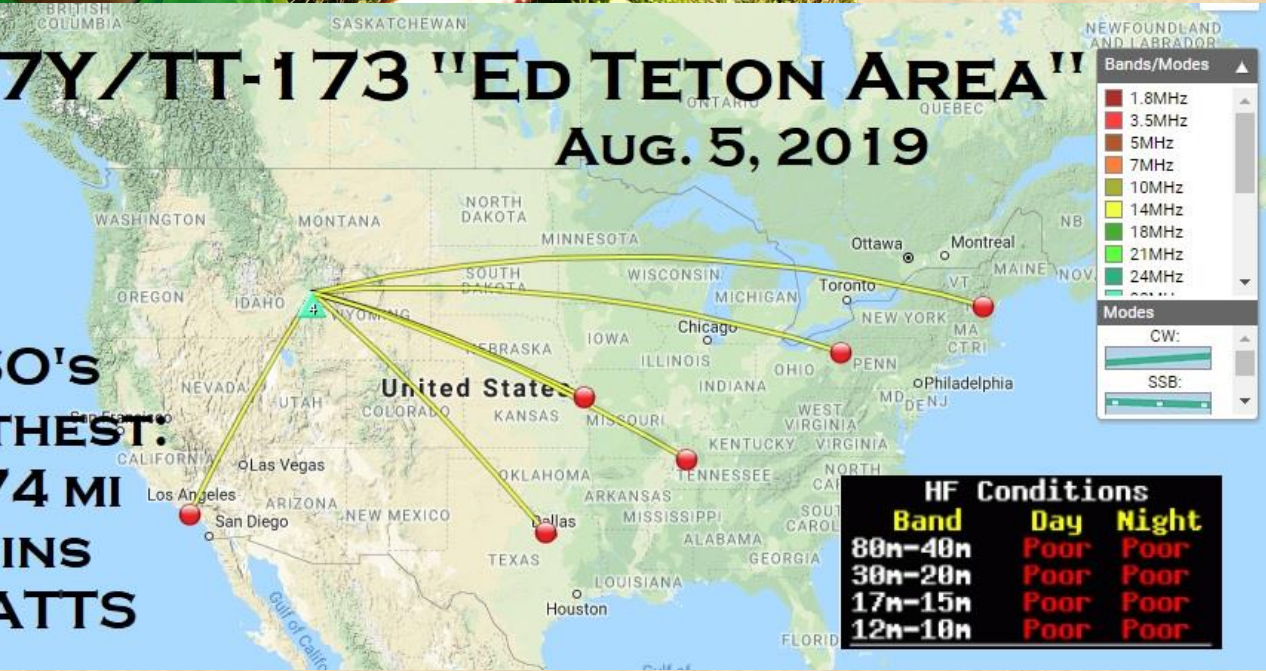 BRITISH COLUMBIA
SASKATCHEWAN
NEWFOUNDLAND
AND LABRADOR
7Y/TT-173 "ED TETON AREA"
AUG. 5, 2019
ONTARIO
QUEBEC
Bands/Modes
1.8MHz
3.5MHz
5MHz
7MHz
10MHz
14MHz
18MHz
21MHz
24MHz
Modes
CW:
SSB:
WASHINGTON
MONTANA
NORTH DAKOTA
MINNESOTA
Ottawa
Montreal
NB
MAINE
NOV
VT
OREGON
IDAHO
4
WYOMING
SOUTH DAKOTA
WISCONSIN
MICHIGAN
Toronto
NEW YORK
MA
CT RI
Chicago
IOWA
NEBRASKA
ILLINOIS
INDIANA
OHIO
PENN
Philadelphia
MD
DE
NJ
SO's
THEST:
74 MI
INS
ATTS
NEVADA
UTAH
COLORADO
United States
KANSAS
MISSOURI
WEST VIRGINIA
KENTUCKY
VIRGINIA
San Francisco
CALIFORNIA
Las Vegas
Los Angeles
San Diego
ARIZONA
NEW MEXICO
OKLAHOMA
ARKANSAS
TENNESSEE
NORTH
CAR
SOUT
CAROL
MISSISSIPPI
ALABAMA
GEORGIA
Dallas
TEXAS
LOUISIANA
Houston
FLORID
Gulf of Califo
Gulf of
HF Conditions
Band Day Night
80m-40m Poor Poor
30m-20m Poor Poor
17m-15m Poor Poor
12m-10m Poor Poor